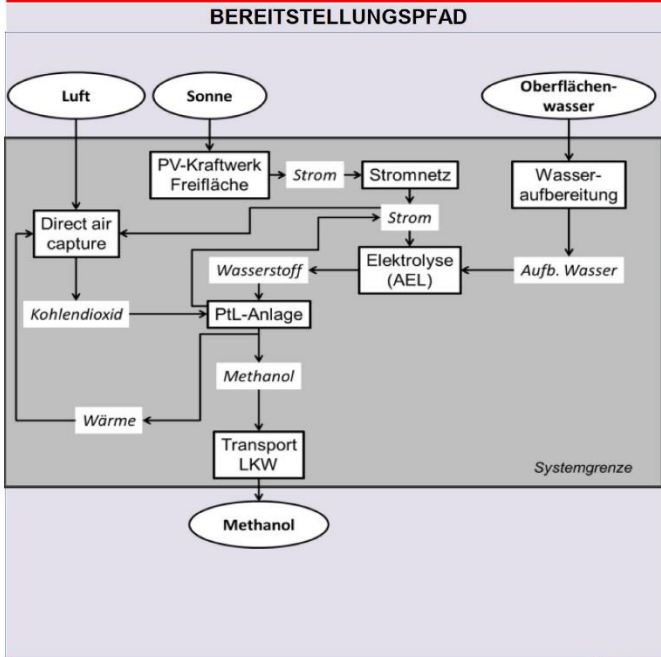 BEREITSTELLUNGSPFAD
Luft
Sonne
Oberflächen-
wasser
PV-Kraftwerk
Freifläche
Strom
Stromnetz
Wasser-
aufbereitung
Direct air
capture
Strom
Wasserstoff
Elektrolyse
(AEL)
Aufb. Wasser
Kohlendioxid
PtL-Anlage
Methanol
Wärme
Transport
LKW
Systemgrenze
Methanol